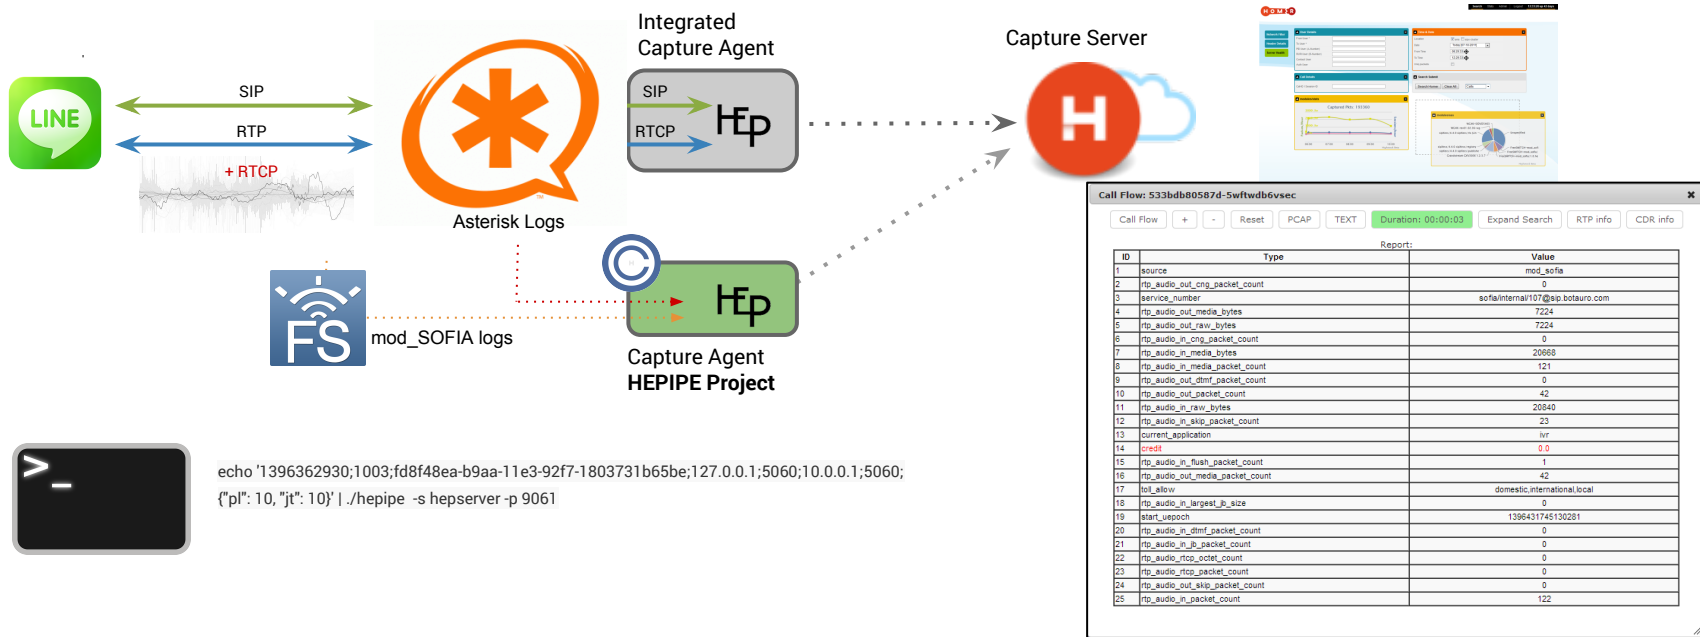 Integrated
Capture Agent
Capture Server
HOMER
LINE
SIP
RTP
+ RTCP
SIP
RTCP
HEP
H
TM
Asterisk Logs
HEP
FS
mod_SOFIA logs
Capture Agent
HEPIPE Project
>_
echo '1396362930;1003;fd8f48ea-b9aa-11e3-92f7-1803731b65be;127.0.0.1;5060;10.0.0.1;5060;
{"pl": 10, "jt": 10}' | ./hepipe -s hepserver -p 9061
Call Flow: 533bdb80587d-5wftwdb6vsec
Call Flow + - Reset PCAP TEXT Duration: 00:00:03 Expand Search RTP info CDR info
Report:
ID Type Value
1 source mod_sofia
2 rtp_audio_out_cng_packet_count 0
3 service_number sofia/internal/107@sip.botauro.com
4 rtp_audio_out_media_bytes 7224
5 rtp_audio_out_raw_bytes 7224
6 rtp_audio_in_cng_packet_count 0
7 rtp_audio_in_media_bytes 20668
8 rtp_audio_in_media_packet_count 121
9 rtp_audio_out_dtmf_packet_count 0
10 rtp_audio_out_packet_count 42
11 rtp_audio_in_raw_bytes 20840
12 rtp_audio_in_skip_packet_count 23
13 current_application ivr
14 credit 0.0
15 rtp_audio_in_flush_packet_count 1
16 rtp_audio_out_media_packet_count 42
17 toll_allow domestic,international,local
18 rtp_audio_in_largest_jb_size 0
19 start_uepoch 1396431745130281
20 rtp_audio_in_dtmf_packet_count 0
21 rtp_audio_in_jb_packet_count 0
22 rtp_audio_rtcp_octet_count 0
23 rtp_audio_rtcp_packet_count 0
24 rtp_audio_out_skip_packet_count 0
25 rtp_audio_in_packet_count 122